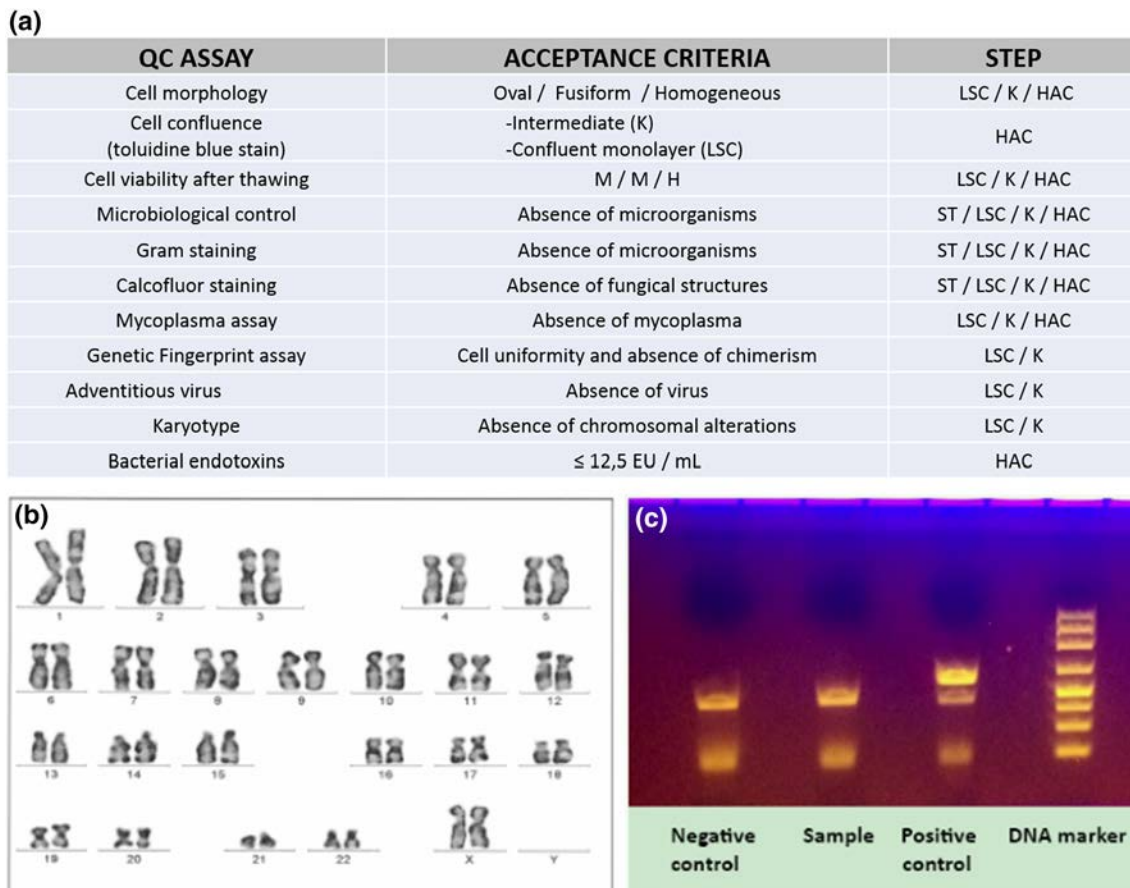 (a)
QC ASSAY ACCEPTANCE CRITERIA STEP
Cell morphology Oval / Fusiform / Homogeneous LSC / K / HAC
Cell confluence
(toluidine blue stain)
-Intermediate (K)
-Confluent monolayer (LSC)
HAC
Cell viability after thawing M / M / H LSC / K / HAC
Microbiological control Absence of microorganisms ST / LSC / K / HAC
Gram staining Absence of microorganisms ST / LSC / K / HAC
Calcofluor staining Absence of fungical structures ST / LSC / K / HAC
Mycoplasma assay Absence of mycoplasma LSC / K / HAC
Genetic Fingerprint assay Cell uniformity and absence of chimerism LSC / K
Adventitious virus Absence of virus LSC / K
Karyotype Absence of chromosomal alterations LSC / K
Bacterial endotoxins ≤ 12,5 EU / mL HAC
(b)
1 2 3 4 5
6 7 8 9 10 11 12
13 14 15 16 17 18
19 20 21 22 X Y
(c)
Negative
control
Sample
Positive
control
DNA marker